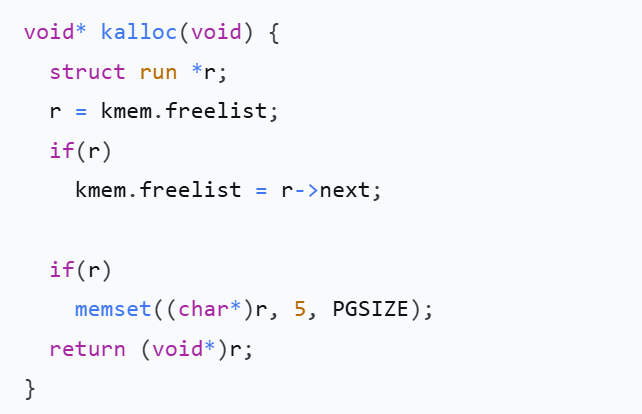 void* kalloc(void) {
  struct run *r;
  r = kmem.freelist;
  if(r)
    kmem.freelist = r->next;

  if(r)
    memset((char*)r, 5, PGSIZE);
  return (void*)r;
}